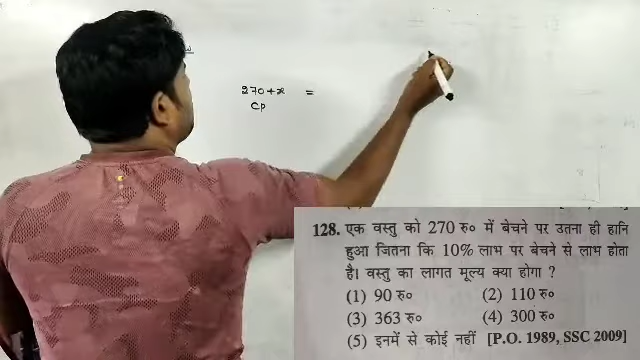 270+x =
CP
128. एक वस्तु को 270 रु० में बेचने पर उतना ही हानि
हुआ जितना कि 10% लाभ पर बेचने से लाभ होता
है। वस्तु का लागत मूल्य क्या होगा ?
(1) 90 रु० (2) 110 रु०
(3) 363 रु० (4) 300 रु०
(5) इनमें से कोई नहीं [P.O. 1989, SSC 2009]